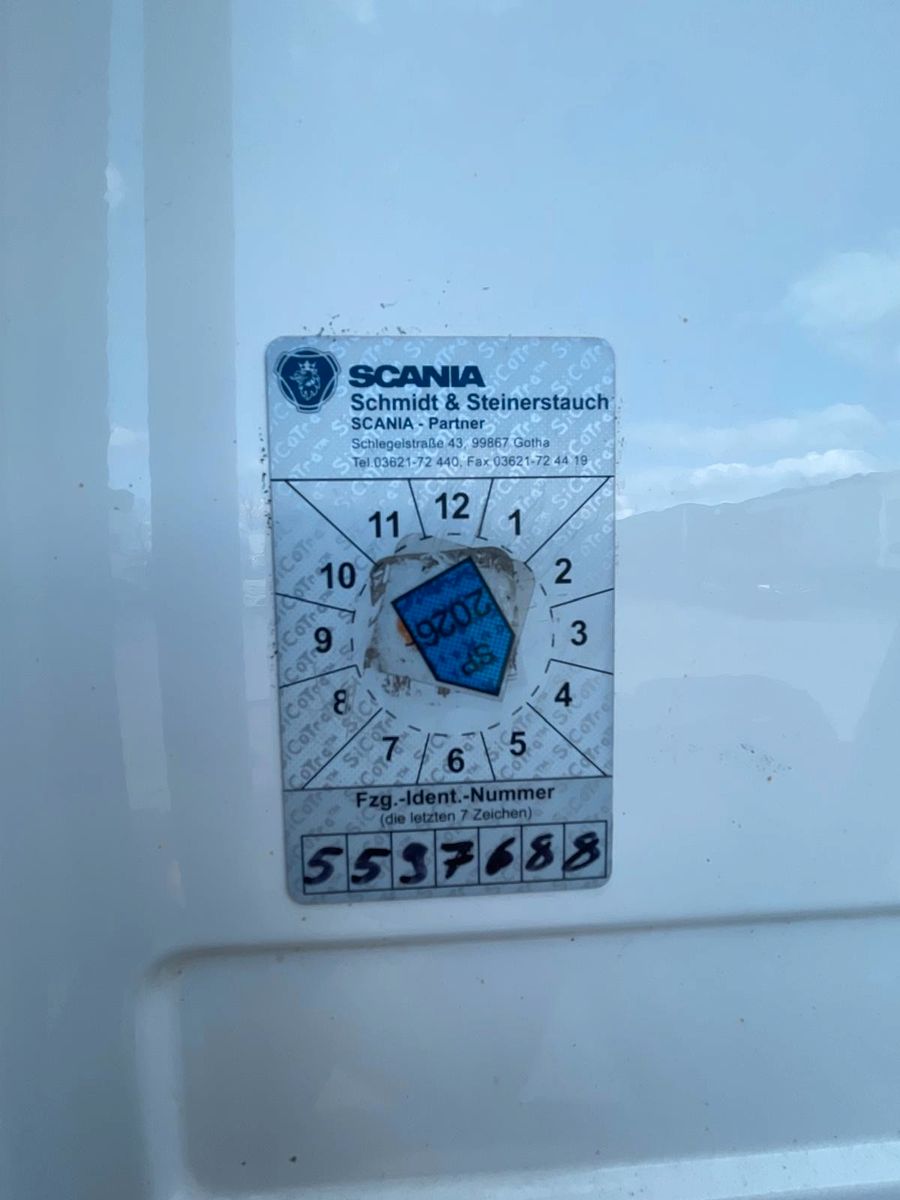 SCANIA
Schmidt & Steinerstauch
SCANIA - Partner
Schlegelstraße 43, 99867 Gotha
Tel.03621-72 440, Fax 03621-72 44 19
12
11
1
10
2
9
3
8
4
7
5
6
2026
SP
Fzg.-Ident.-Nummer
(die letzten 7 Zeichen)
5597688